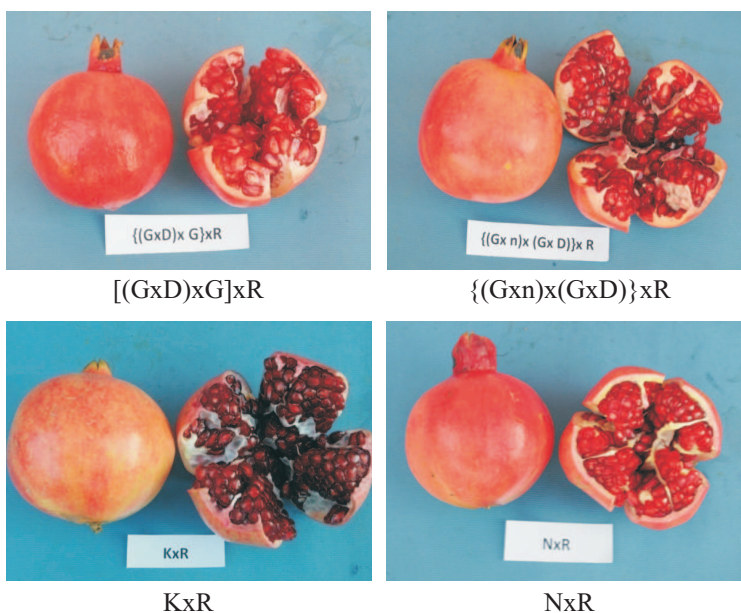 {(GxD)x G}xR
{(Gx n)x (Gx D)}x R
[(GxD)xG]xR
{(Gxn)x(GxD)}xR
KxR
NxR
KxR
NxR